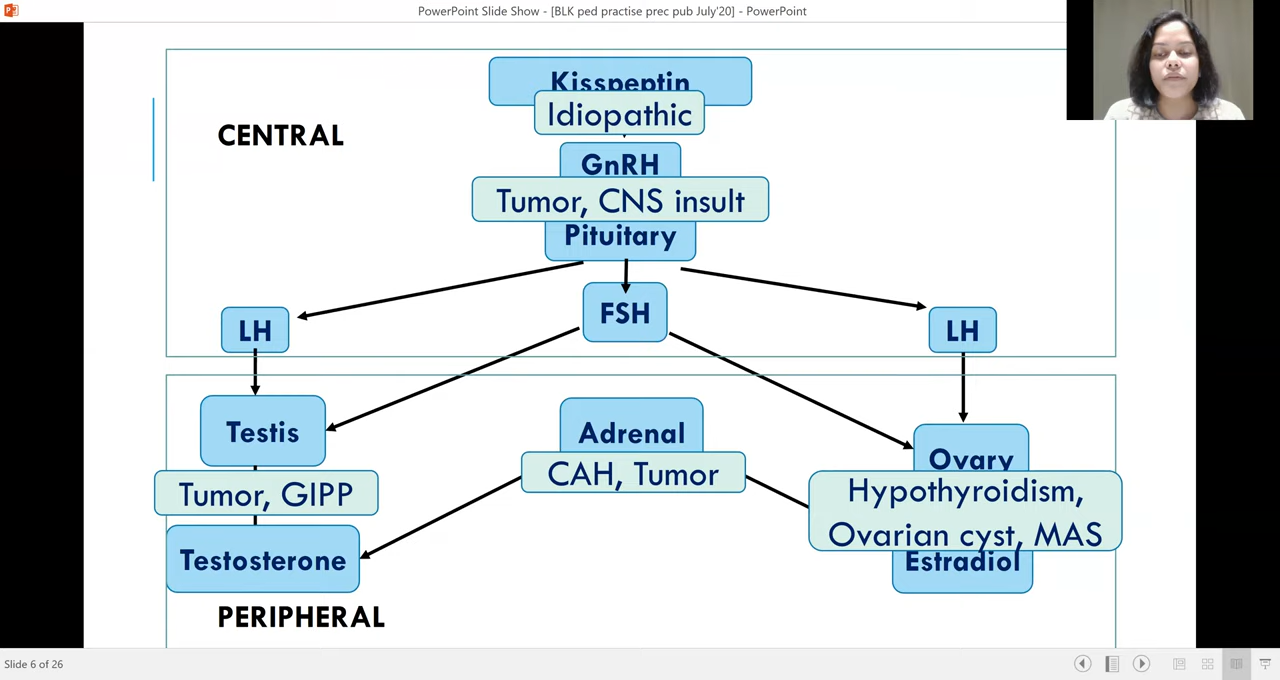 PowerPoint Slide Show - [BLK ped practise prec pub July'20] - PowerPoint
Kisspeptin
Idiopathic
CENTRAL
GnRH
Tumor, CNS insult
Pituitary
LH
FSH
LH
Testis
Adrenal
Ovary
Tumor, GIPP
CAH, Tumor
Hypothyroidism,
Ovarian cyst, MAS
Testosterone
Estradiol
PERIPHERAL
Slide 6 of 26